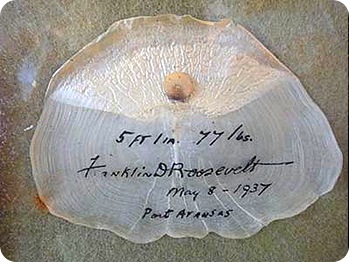 5 ft 1 in. 77 lbs.
Franklin D Roosevelt
May 8 - 1937
Port Aransas